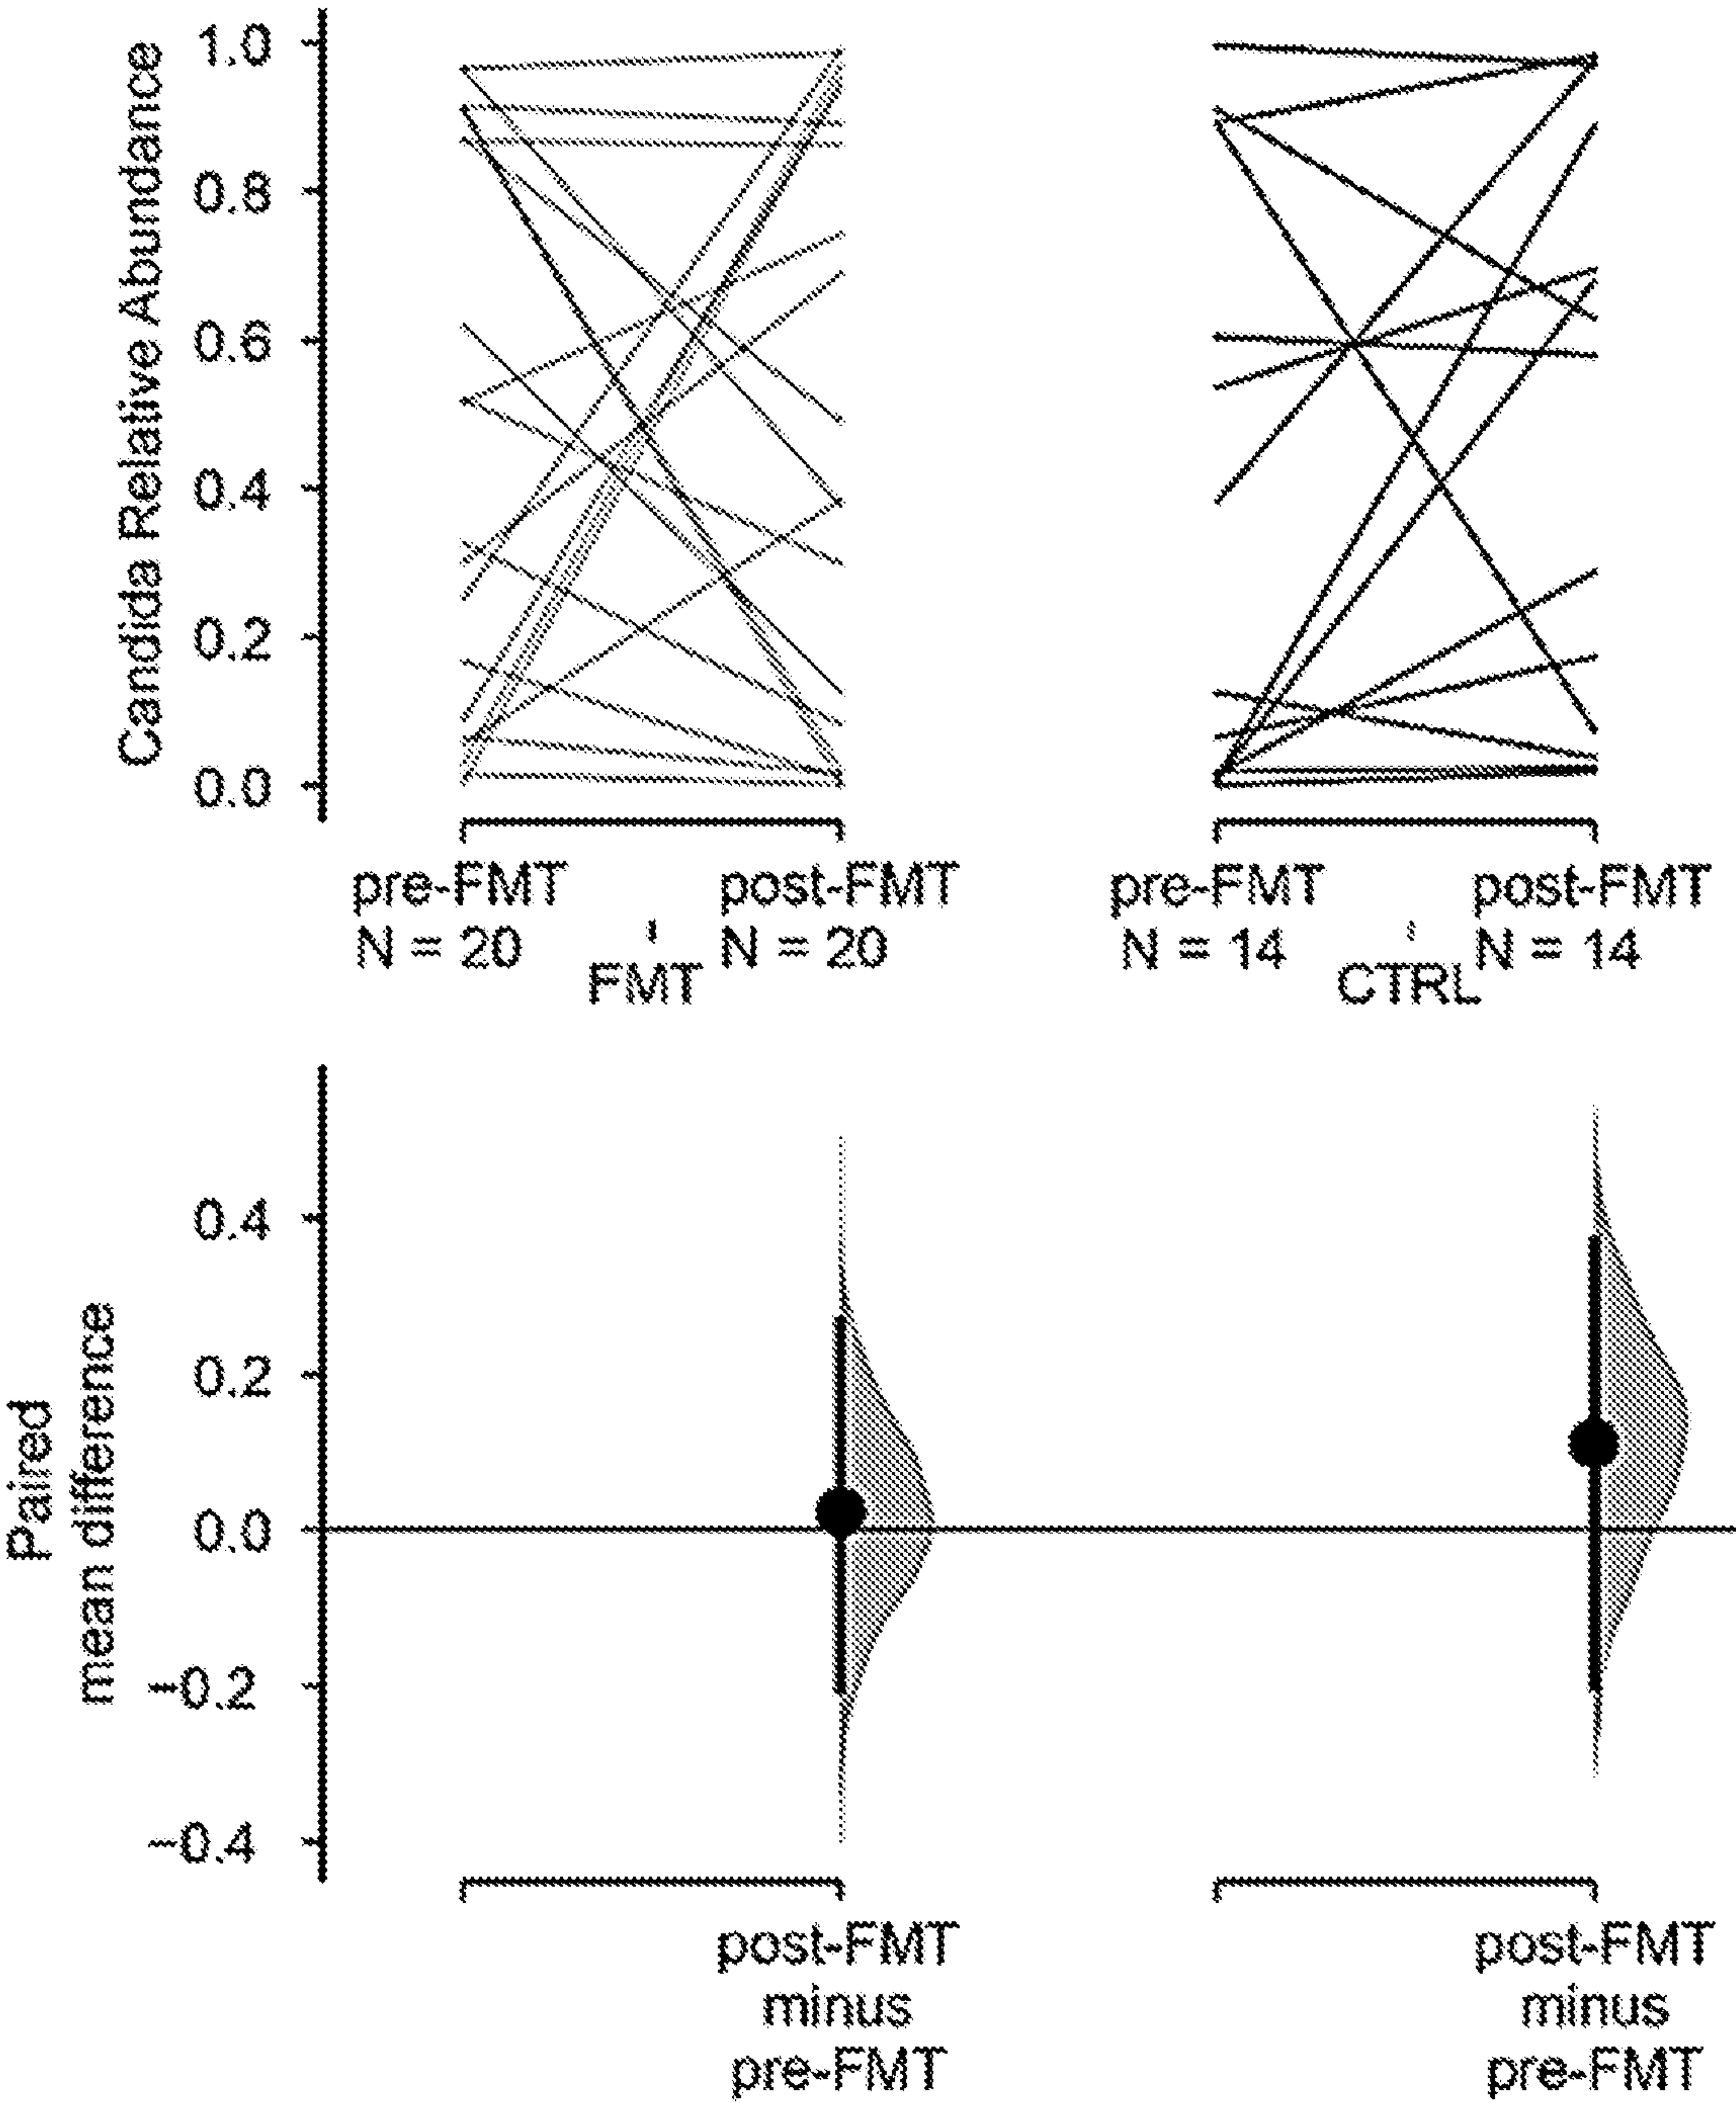 Candida Relative Abundance
1.0
0.8
0.6
0.4
0.2
0.0
pre-FMT post-FMT pre-FMT post-FMT
N = 20 N = 20 N = 14 N = 14
FMT CTRL
Paired
mean difference
0.4
0.2
0.0
-0.2
-0.4
post-FMT post-FMT
minus minus
pre-FMT pre-FMT